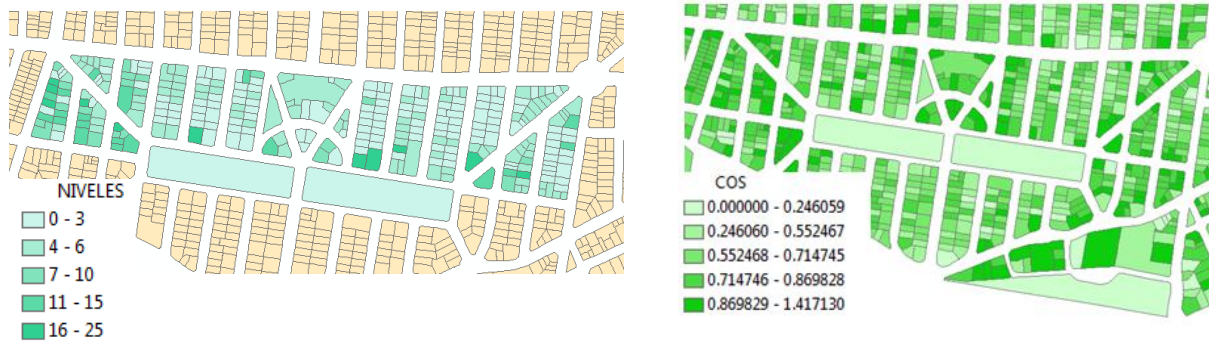 NIVELES
0 - 3
4 - 6
7 - 10
11 - 15
16 - 25
COS
0.000000 - 0.246059
0.246060 - 0.552467
0.552468 - 0.714745
0.714746 - 0.869828
0.869829 - 1.417130